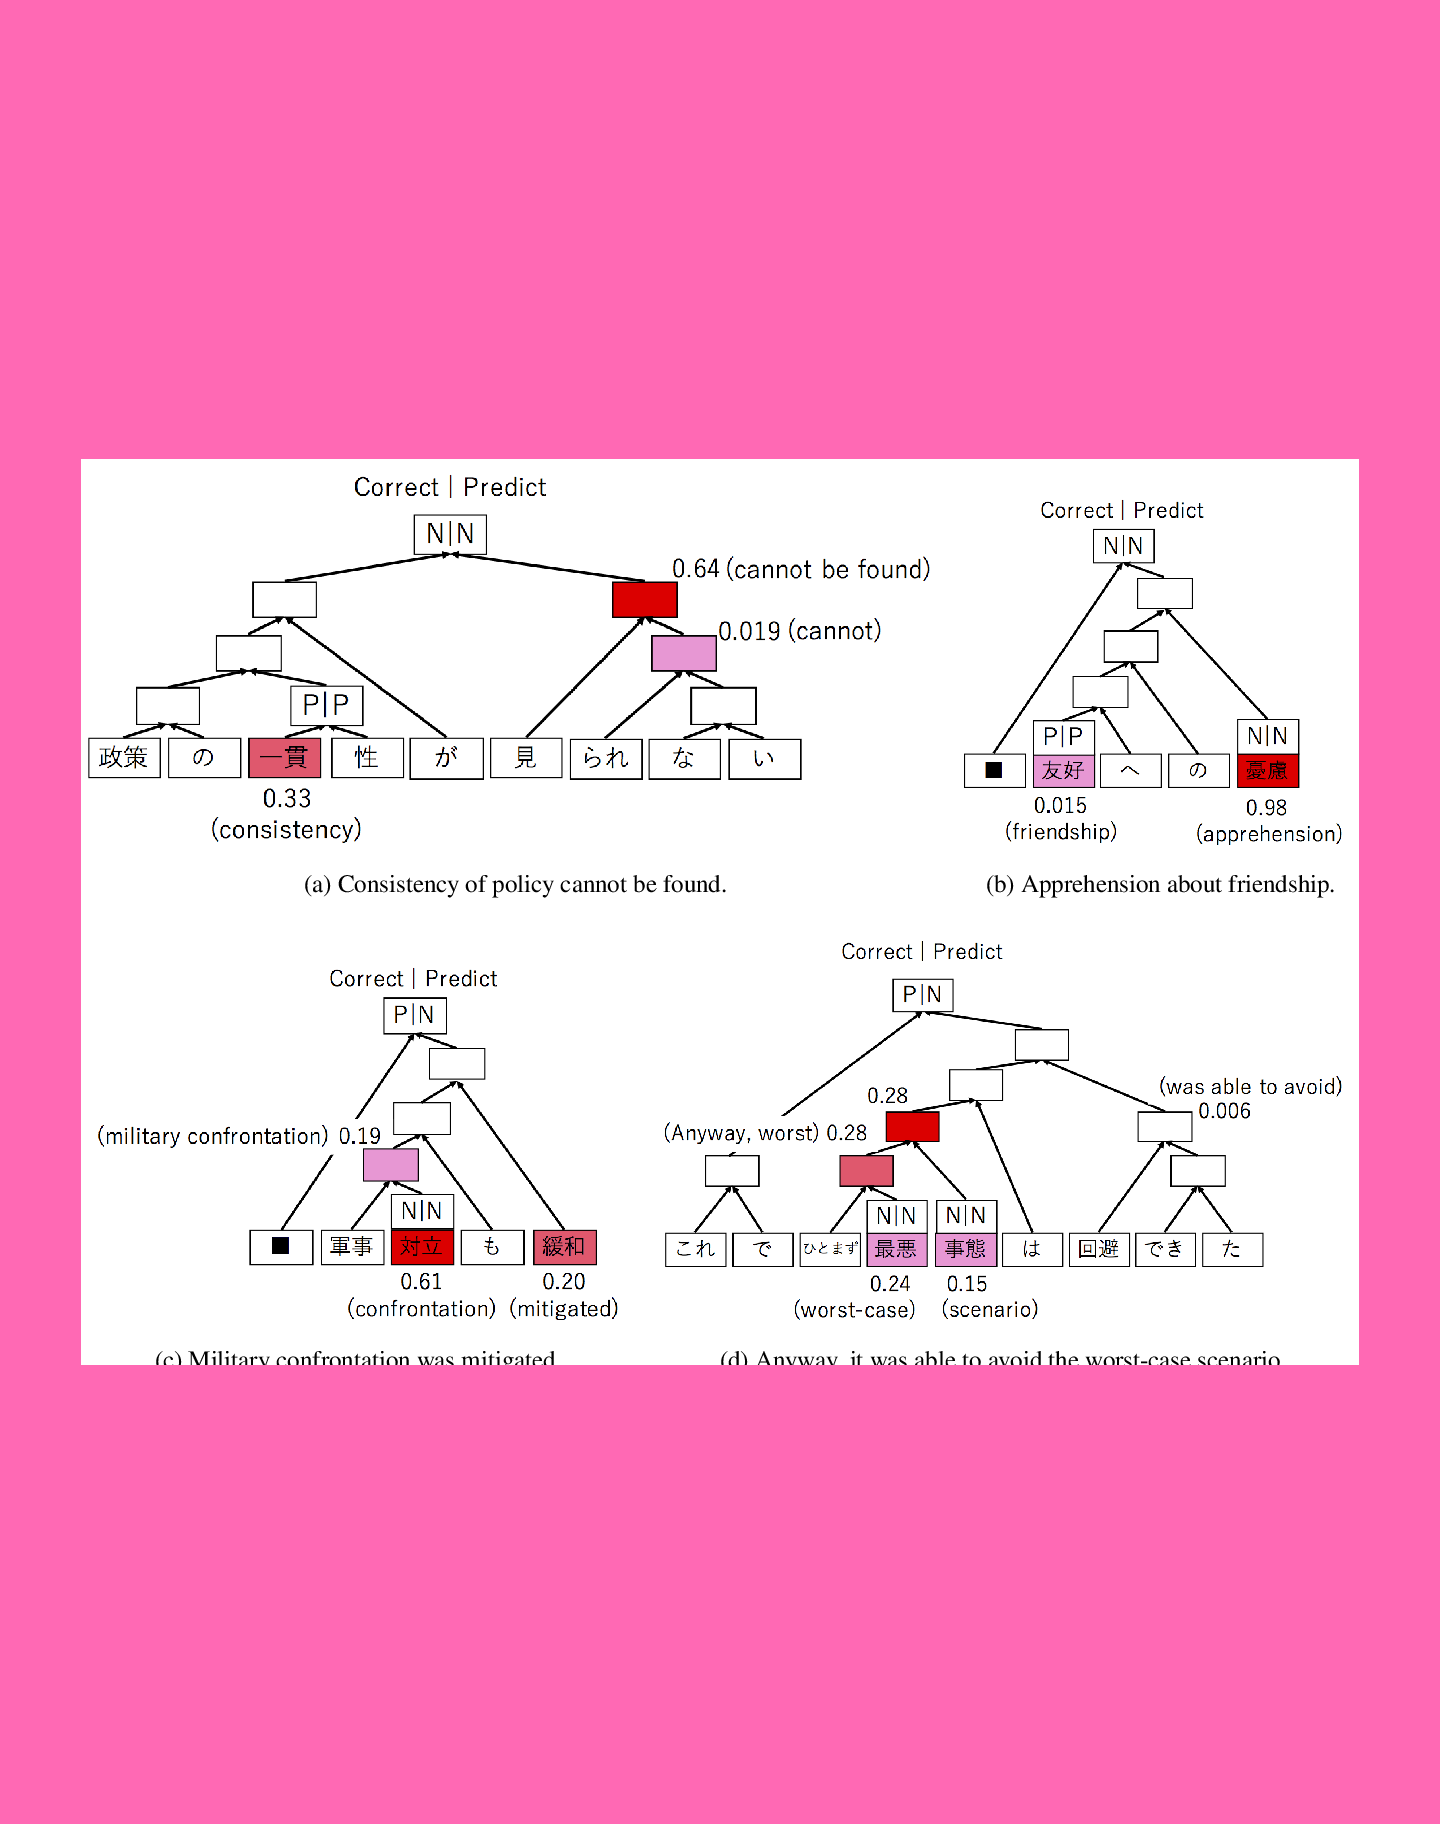 Correct | Predict
N|N
0.64 (cannot be found)
0.019 (cannot)
P|P
政策 の 一貫 性 が 見 られ な い
0.33
(consistency)
(a) Consistency of policy cannot be found.
Correct | Predict
N|N
P|P N|N
■ 友好 へ の 憂慮
0.015 0.98
(friendship) (apprehension)
(b) Apprehension about friendship.
Correct | Predict
P|N
(military confrontation) 0.19
N|N
■ 軍事 対立 も 緩和
0.61 0.20
(confrontation) (mitigated)
(c) Military confrontation was mitigated
Correct | Predict
P|N
(was able to avoid)
0.28 0.006
(Anyway, worst) 0.28
N|N N|N
これ で ひとまず 最悪 事態 は 回避 でき た
0.24 0.15
(worst-case) (scenario)
(d) Anyway, it was able to avoid the worst-case scenario